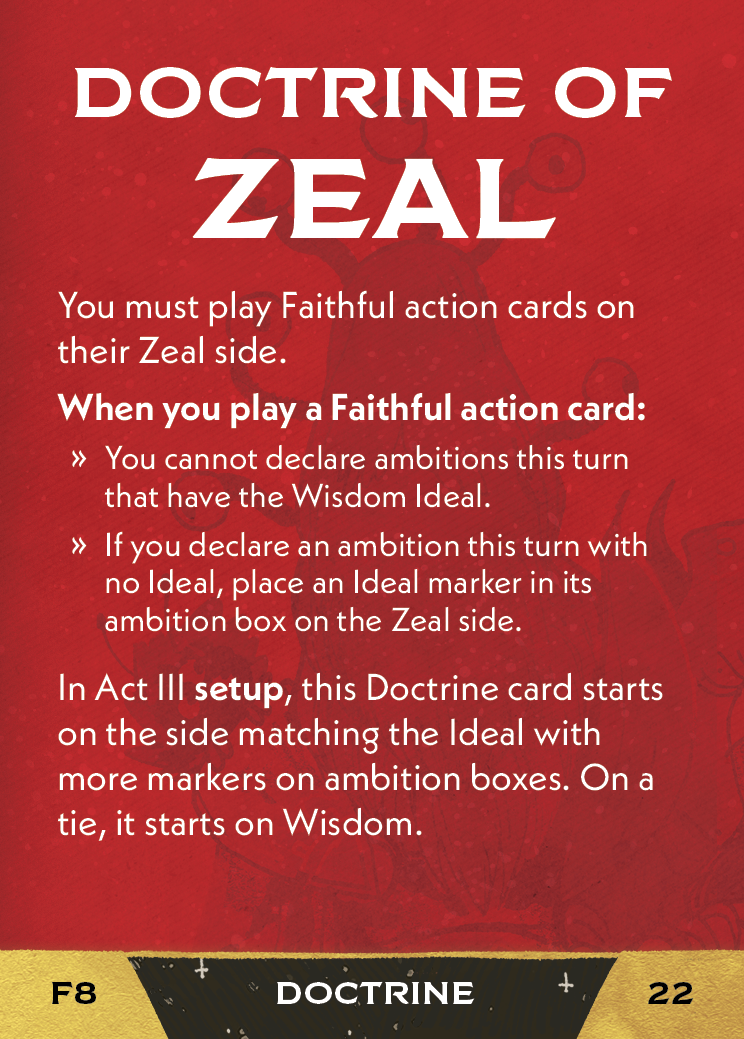 DOCTRINE OF
ZEAL
You must play Faithful action cards on
their Zeal side.
When you play a Faithful action card:
» You cannot declare ambitions this turn
that have the Wisdom Ideal.
» If you declare an ambition this turn with
no Ideal, place an Ideal marker in its
ambition box on the Zeal side.
In Act III setup, this Doctrine card starts
on the side matching the Ideal with
more markers on ambition boxes. On a
tie, it starts on Wisdom.
F8 DOCTRINE 22